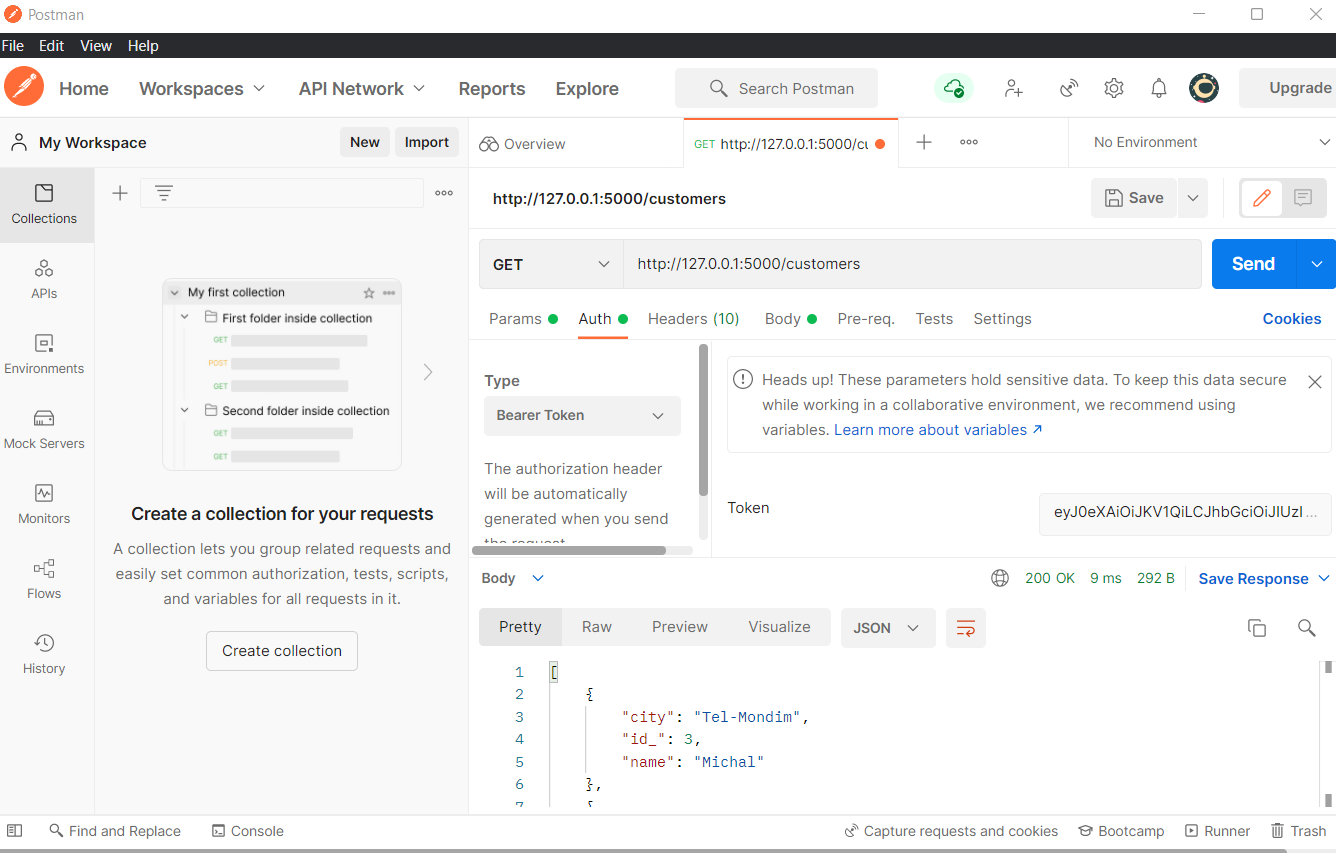 Postman
File Edit View Help
Home Workspaces API Network Reports Explore Search Postman Upgrade
My Workspace New Import Overview GET http://127.0.0.1:5000/cu No Environment
Collections
APIs
Environments
Mock Servers
Monitors
Flows
History
My first collection
First folder inside collection
GET
POST
GET
Second folder inside collection
GET
GET
Create a collection for your requests
A collection lets you group related requests and
easily set common authorization, tests, scripts,
and variables for all requests in it.
Create collection
http://127.0.0.1:5000/customers Save
GET http://127.0.0.1:5000/customers Send
Params Auth Headers (10) Body Pre-req. Tests Settings Cookies
Type
Bearer Token
The authorization header
will be automatically
generated when you send
the request.
Heads up! These parameters hold sensitive data. To keep this data secure
while working in a collaborative environment, we recommend using
variables. Learn more about variables ↗
Token eyJ0eXAiOiJKV1QiLCJhbGciOiJIUzI ...
Body 200 OK 9 ms 292 B Save Response
Pretty Raw Preview Visualize JSON
1 [
2 {
3 "city": "Tel-Mondim",
4 "id_": 3,
5 "name": "Michal"
6 },
7 {
Find and Replace Console Capture requests and cookies Bootcamp Runner Trash